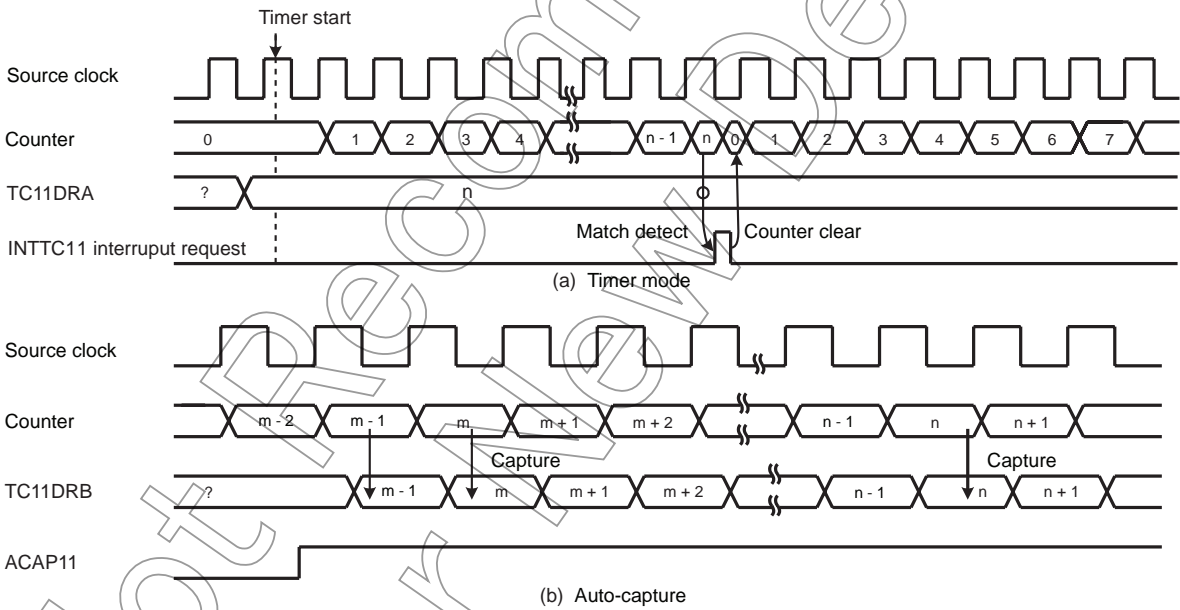 Timer start
Source clock
Counter 0 1 2 3 4 n - 1 n 0 1 2 3 4 5 6 7
TC11DRA ? n
Match detect Counter clear
INTTC11 interruput request
(a) Timer mode
Source clock
Counter m - 2 m - 1 m m + 1 m + 2 n - 1 n n + 1
Capture Capture
TC11DRB ? m - 1 m m + 1 m + 2 n - 1 n n + 1
ACAP11
(b) Auto-capture